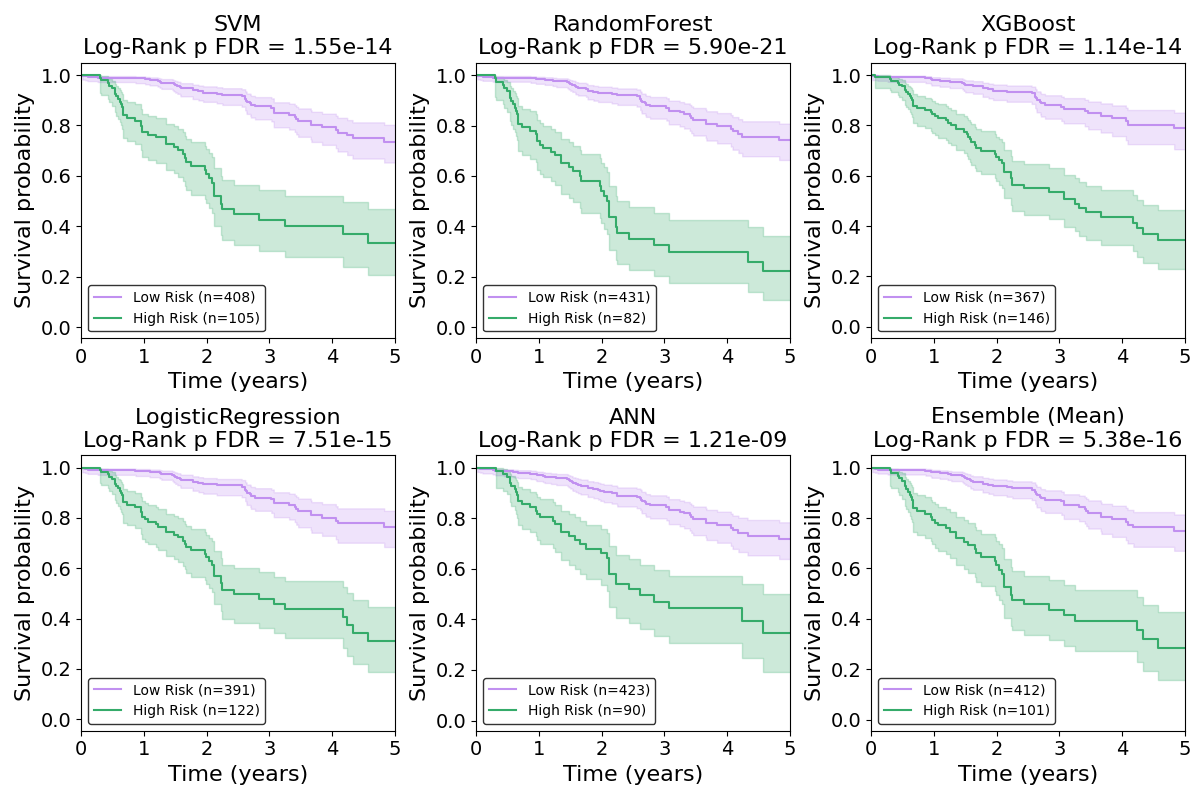 SVM
Log-Rank p FDR = 1.55e-14
Survival probability
1.0
0.8
0.6
0.4
0.2
0.0
Low Risk (n=408)
High Risk (n=105)
0 1 2 3 4 5
Time (years)
RandomForest
Log-Rank p FDR = 5.90e-21
Survival probability
1.0
0.8
0.6
0.4
0.2
0.0
Low Risk (n=431)
High Risk (n=82)
0 1 2 3 4 5
Time (years)
XGBoost
Log-Rank p FDR = 1.14e-14
Survival probability
1.0
0.8
0.6
0.4
0.2
0.0
Low Risk (n=367)
High Risk (n=146)
0 1 2 3 4 5
Time (years)
LogisticRegression
Log-Rank p FDR = 7.51e-15
Survival probability
1.0
0.8
0.6
0.4
0.2
0.0
Low Risk (n=391)
High Risk (n=122)
0 1 2 3 4 5
Time (years)
ANN
Log-Rank p FDR = 1.21e-09
Survival probability
1.0
0.8
0.6
0.4
0.2
0.0
Low Risk (n=423)
High Risk (n=90)
0 1 2 3 4 5
Time (years)
Ensemble (Mean)
Log-Rank p FDR = 5.38e-16
Survival probability
1.0
0.8
0.6
0.4
0.2
0.0
Low Risk (n=412)
High Risk (n=101)
0 1 2 3 4 5
Time (years)